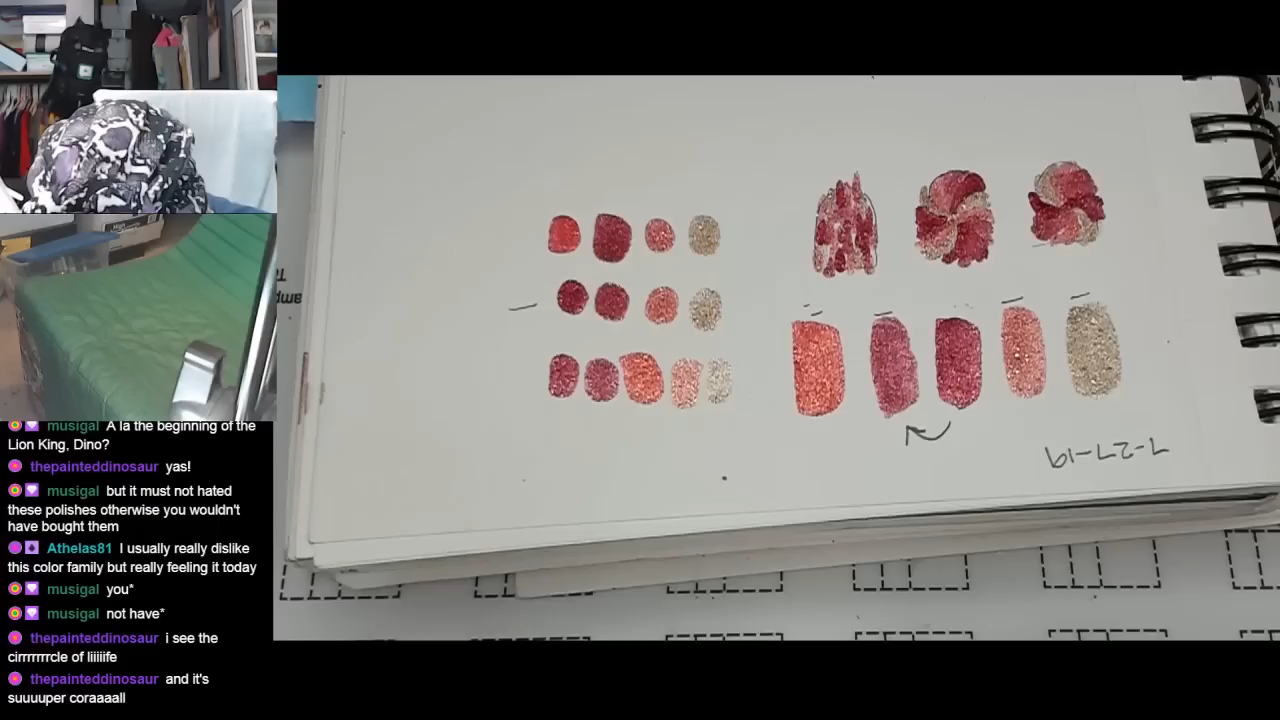 musigal A la the beginning of the
Lion King, Dino?
thepainteddinosaur yas!
musigal but it must not hated
these polishes otherwise you wouldn't
have bought them
Athelas81 I usually really dislike
this color family but really feeling it today
musigal you*
musigal not have*
thepainteddinosaur i see the
cirrrrrrrcle of liiiiife
thepainteddinosaur and it's
suuuuper coraaaall
7-27-19